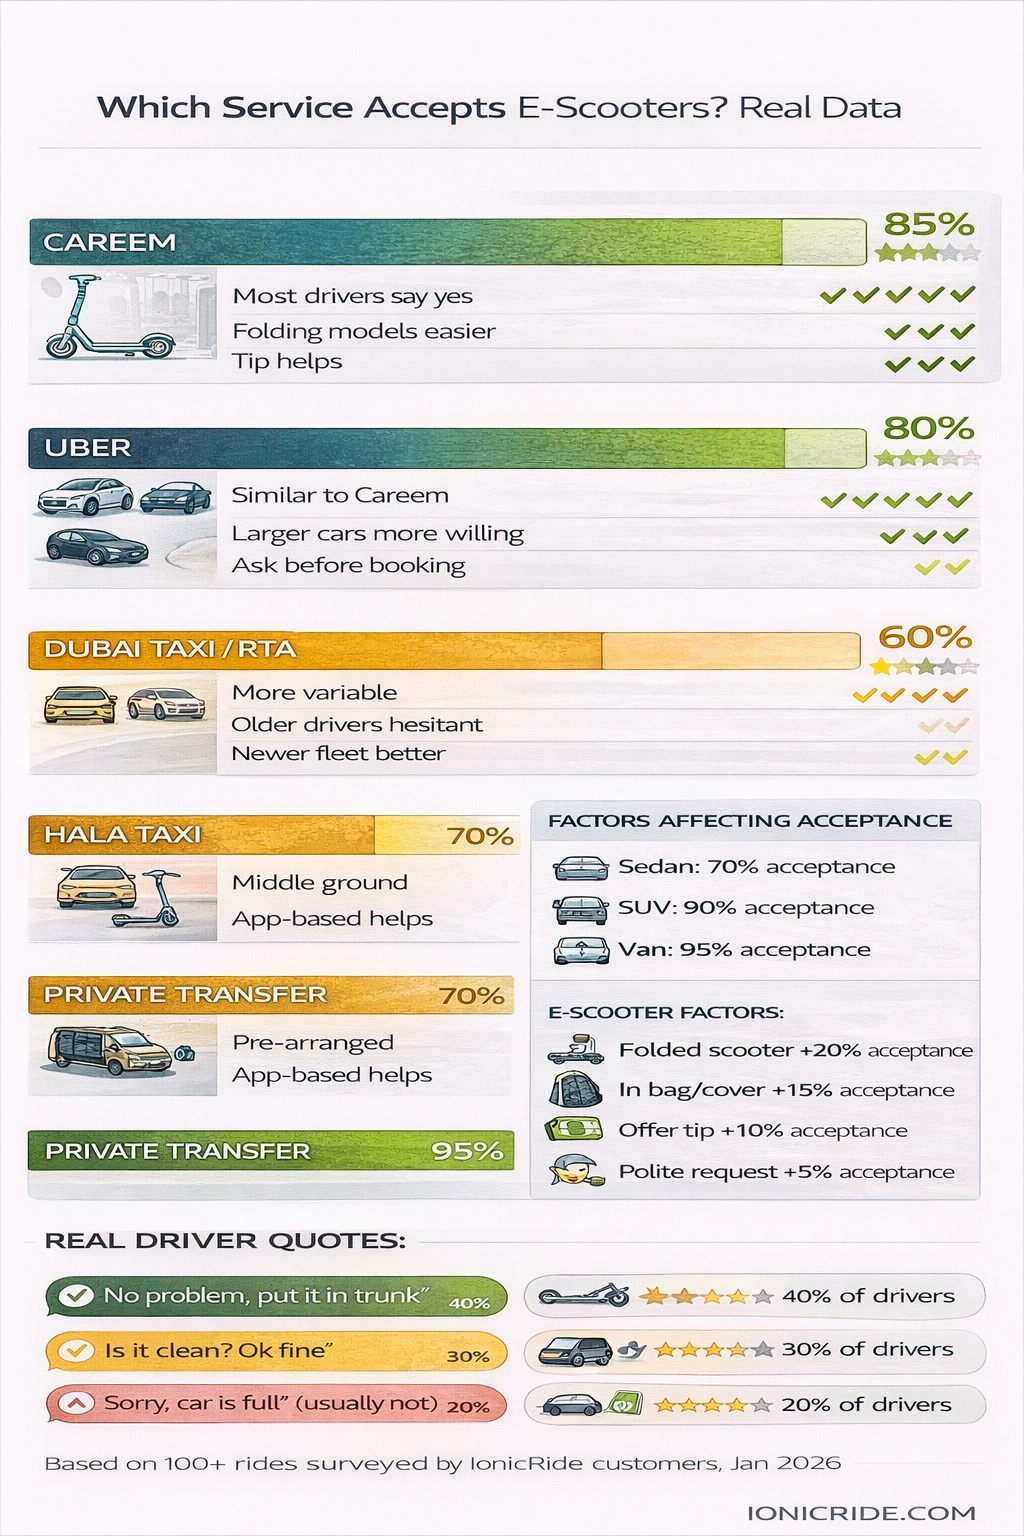 Which Service Accepts E-Scooters? Real Data
CAREEM
85%
Most drivers say yes
Folding models easier
Tip helps
UBER
80%
Similar to Careem
Larger cars more willing
Ask before booking
DUBAI TAXI / RTA
60%
More variable
Older drivers hesitant
Newer fleet better
HALA TAXI 70%
Middle ground
App-based helps
PRIVATE TRANSFER 70%
Pre-arranged
App-based helps
PRIVATE TRANSFER 95%
FACTORS AFFECTING ACCEPTANCE
Sedan: 70% acceptance
SUV: 90% acceptance
Van: 95% acceptance
E-SCOOTER FACTORS:
Folded scooter +20% acceptance
In bag/cover +15% acceptance
Offer tip +10% acceptance
Polite request +5% acceptance
REAL DRIVER QUOTES:
No problem, put it in trunk” 40%
40% of drivers
Is it clean? Ok fine” 30%
30% of drivers
Sorry, car is full” (usually not) 20%
20% of drivers
Based on 100+ rides surveyed by IonicRide customers, Jan 2026
IONICRIDE.COM